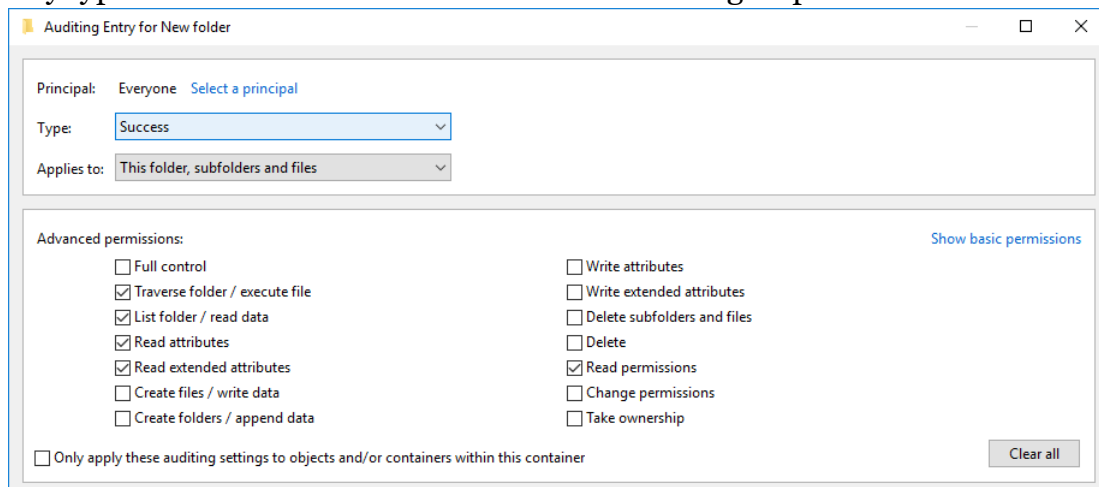 Auditing Entry for New folder
Principal: Everyone Select a principal
Type: Success
Applies to: This folder, subfolders and files
Advanced permissions: Show basic permissions
Full control Write attributes
Traverse folder / execute file Write extended attributes
List folder / read data Delete subfolders and files
Read attributes Delete
Read extended attributes Read permissions
Create files / write data Change permissions
Create folders / append data Take ownership
Only apply these auditing settings to objects and/or containers within this container Clear all